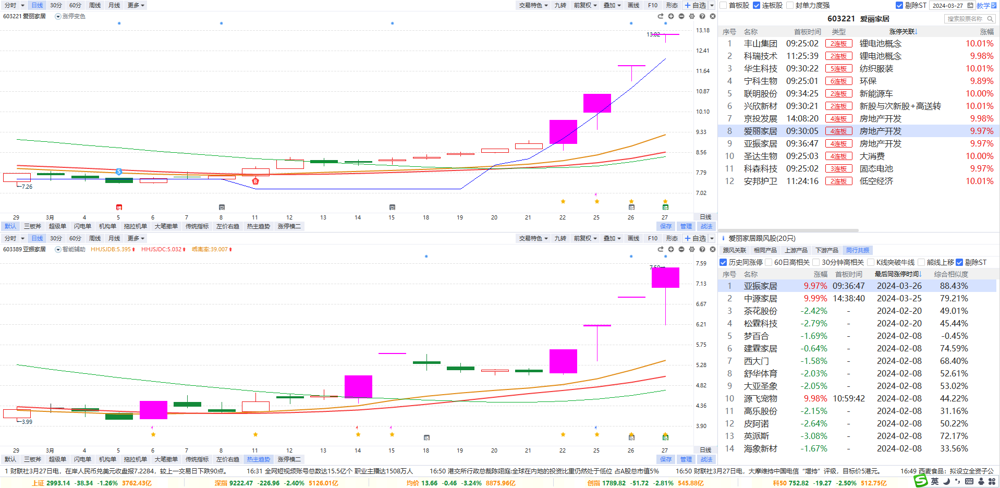 分时 日线 30分 60分 周线 月线 更多 交易特色 九转 前复权 叠加 画线 F10 形态 自选
603221 爱丽家居 涨停变色
13.82
13.18
12.41
11.64
10.87
10.10
9.33
8.56
7.79
7.02
S
8
←7.26
29 3月 4 5 6 7 8 11 12 13 14 15 18 19 20 21 22 25 26 27 日线
默认 三板斧 超级单 闪电单 机构单 拖拉机单 大笔撤单 传统指标 左价右趋 热主趋势 涨停横二 保存 管理 战法
分时 日线 30分 60分 周线 月线 更多 交易特色 九转 前复权 叠加 画线 F10 形态 自选
603389 亚振家居 智能辅助 HHJSJDB:5.395 HHJSJDC:5.032 乖离率:39.007
7.59
7.13
6.67
6.21
5.75
5.28
4.82
4.36
3.90
7.50→
←3.99
29 3月 4 5 6 7 8 11 12 13 14 15 18 19 20 21 22 25 26 27 日线
默认 三板斧 超级单 闪电单 机构单 拖拉机单 大笔撤单 传统指标 左价右趋 热主趋势 涨停横二 保存 管理 战法
首板股 连板股 封单力度强 剔除ST 2024-03-27 教学
603221 爱丽家居 搜索股票名称
序号 名称 首板时间 类型 涨停关联↓ 涨幅
1 丰山集团 09:25:02 2连板 锂电池概念 10.01%
2 科瑞技术 11:25:39 2连板 锂电池概念 9.98%
3 华生科技 09:30:22 5连板 纺织服装 10.01%
4 宁科生物 09:25:01 6连板 环保 9.89%
5 联明股份 09:34:25 2连板 新能源车 10.00%
6 兴欣新材 09:30:21 2连板 新股与次新股+高送转 10.01%
7 京投发展 14:08:20 4连板 房地产开发 9.98%
8 爱丽家居 09:30:05 4连板 房地产开发 9.97%
9 亚振家居 09:36:47 4连板 房地产开发 9.97%
10 圣达生物 09:25:03 4连板 大消费 10.00%
11 科森科技 09:25:02 3连板 固态电池 9.97%
12 安邦护卫 11:24:16 2连板 低空经济 10.01%
爱丽家居跟风股(20只)
跟风关联 相同产品 上游产品 下游产品 同行共振
历史同涨停 60日高相关 30分钟高相关 K线突破牛线 熊线上移 剔除ST
序号 名称 涨幅 首板时间 最后同涨停时间↓ 综合相似度
1 亚振家居 9.97% 09:36:47 2024-03-26 88.43%
2 中源家居 9.99% 14:38:40 2024-03-25 79.21%
3 茶花股份 -2.42% - 2024-02-20 49.01%
4 松霖科技 -2.79% - 2024-02-20 45.44%
5 梦百合 -1.69% - 2024-02-08 -0.45%
6 建霖家居 -0.64% - 2024-02-08 74.59%
7 西大门 -1.58% - 2024-02-08 68.40%
8 舒华体育 -2.03% - 2024-02-08 52.61%
9 大亚圣象 -2.05% - 2024-02-08 53.02%
10 源飞宠物 9.98% 10:59:42 2024-02-08 44.22%
11 高乐股份 -2.15% - 2024-02-08 31.16%
12 皮阿诺 -2.64% - 2024-02-08 50.22%
13 英派斯 -3.08% - 2024-02-08 72.17%
14 海象新材 -1.67% - 2024-02-08 33.56%
1 财联社3月27日电，在岸人民币兑美元收盘报7.2284，较上一交易日下跌90点。 16:31 全网短视频账号总数达15.5亿个 职业主播达1508万人 16:50 港交所行政总裁陈翊庭:全球在内地的投资比重仍然处于低位 占A股总市值5% 16:50 财联社3月27日电，大摩维持中国电信“增持”评级，目标价5港元。 16:49 西麦食品：拟设立全资子公
上证 2993.14 -38.34 -1.26% 3762.43亿 深指 9222.47 -226.96 -2.40% 5126.01亿 均价 13.66 -0.46 -3.24% 8875.96亿 创指 1789.82 -51.72 -2.81% 545.88亿 科50 752.82 -19.27 -2.50% 512.75亿
S 英